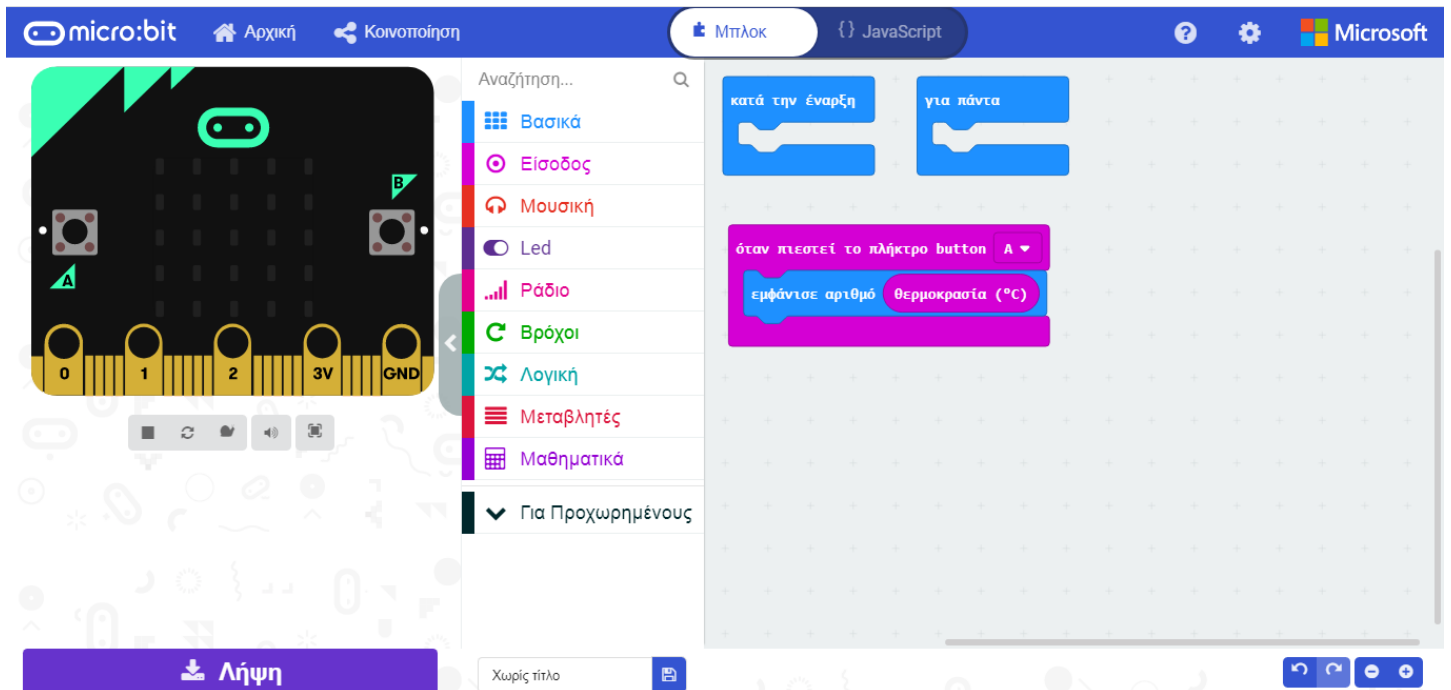 micro:bit Αρχική Κοινοποίηση Μπλοκ {} JavaScript ? Microsoft
Αναζήτηση...
Βασικά
Είσοδος
Μουσική
Led
Ράδιο
Βρόχοι
Λογική
Μεταβλητές
Μαθηματικά
Για Προχωρημένους
κατά την έναρξη
για πάντα
όταν πιεστεί το πλήκτρο button A
εμφάνισε αριθμό θερμοκρασία (°C)
B
A
0 1 2 3V GND
Λήψη
Χωρίς τίτλο